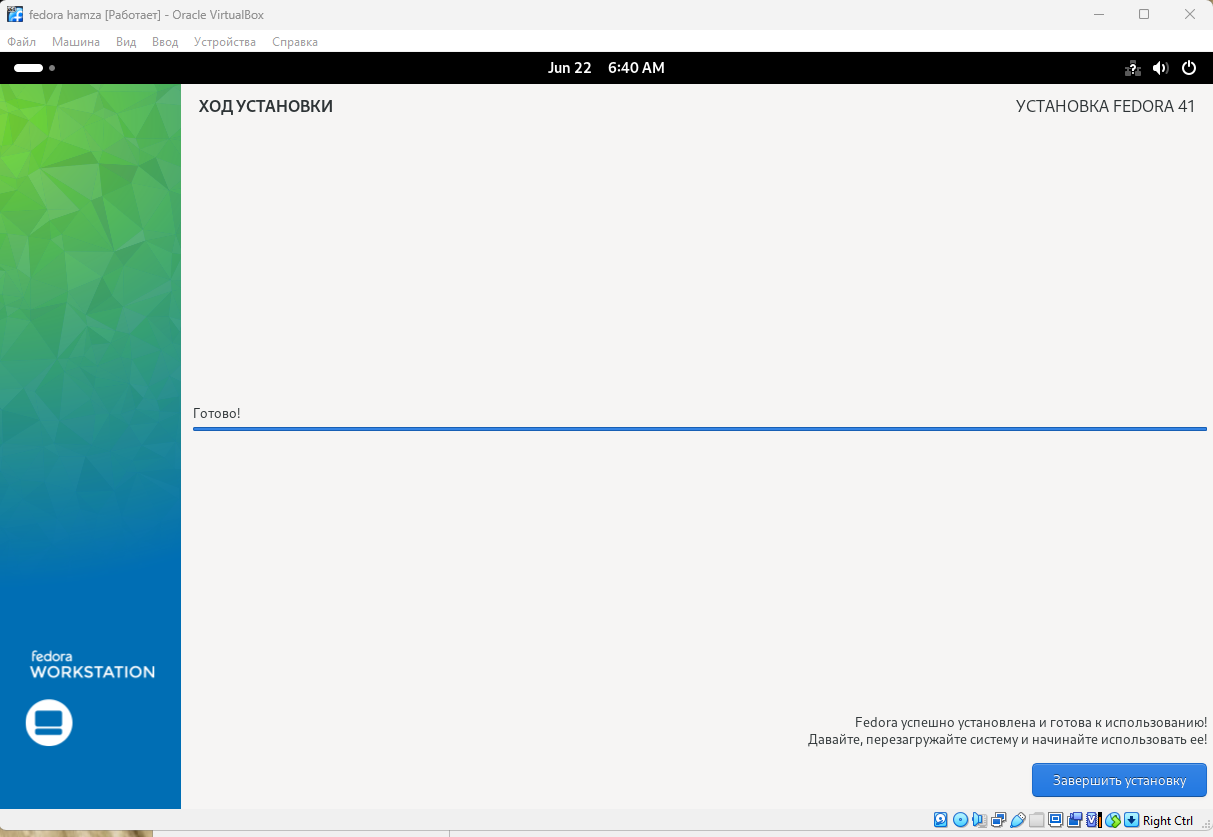 fedora hamza [Работает] - Oracle VirtualBox
Файл Машина Вид Ввод Устройства Справка
Jun 22 6:40 AM
ХОД УСТАНОВКИ
УСТАНОВКА FEDORA 41
Готово!
fedora
WORKSTATION
Fedora успешно установлена и готова к использованию!
Давайте, перезагружайте систему и начинайте использовать ее!
Завершить установку
Right Ctrl